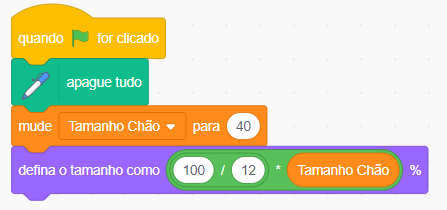 quando for clicado
apague tudo
mude Tamanho Chão para 40
defina o tamanho como 100 / 12 * Tamanho Chão %